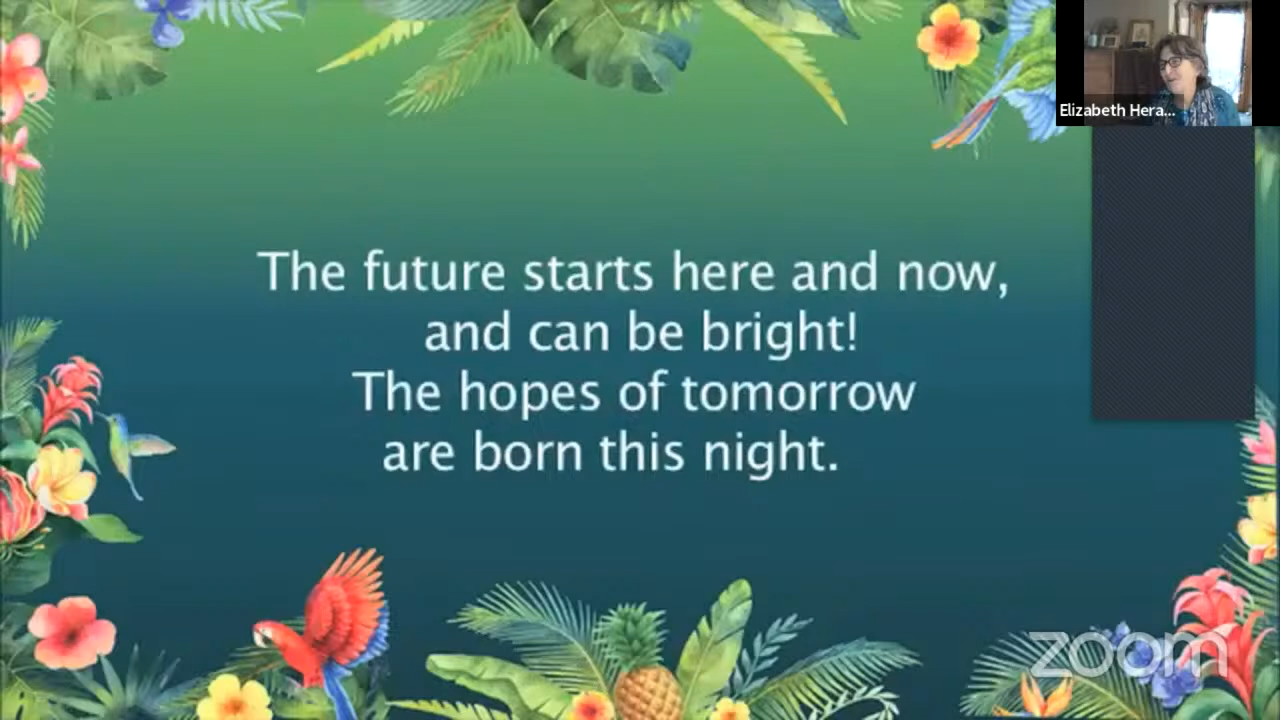 Elizabeth Hera...
The future starts here and now,
and can be bright!
The hopes of tomorrow
are born this night.
zoom